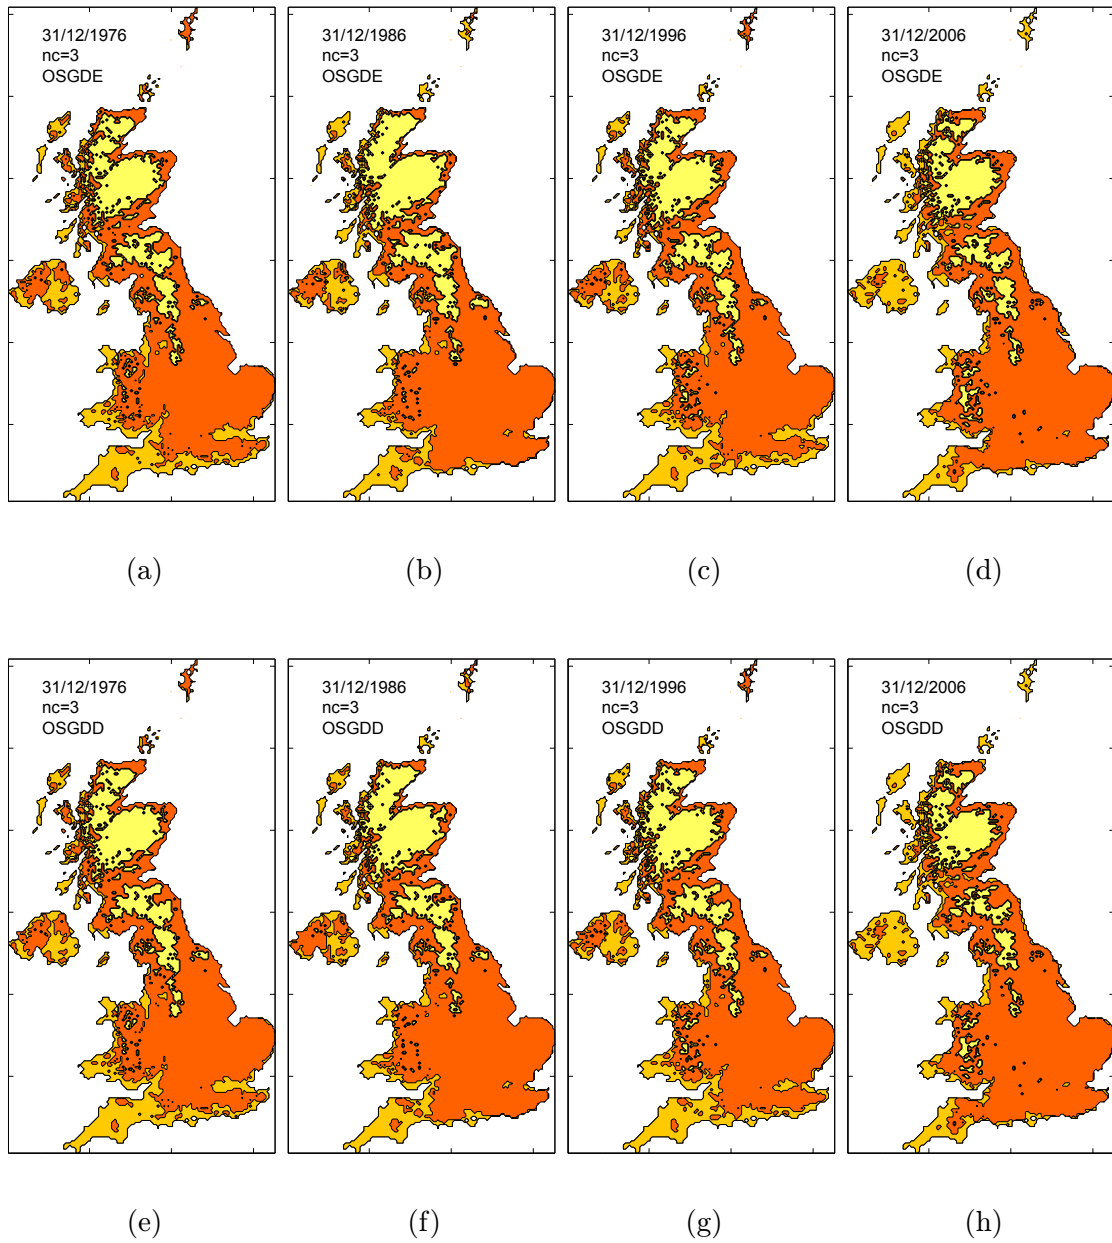 31/12/1976
nc=3
OSGDE
31/12/1986
nc=3
OSGDE
31/12/1996
nc=3
OSGDE
31/12/2006
nc=3
OSGDE
(a)
(b)
(c)
(d)
31/12/1976
nc=3
OSGDD
31/12/1986
nc=3
OSGDD
31/12/1996
nc=3
OSGDD
31/12/2006
nc=3
OSGDD
(e)
(f)
(g)
(h)